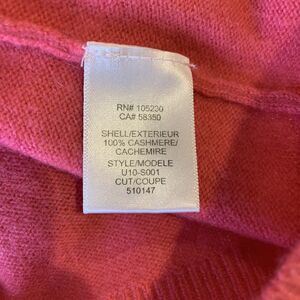 RN# 105230
CA# 58350
SHELL/EXTERIEUR
100% CASHMERE/
CACHEMIRE
STYLE/MODELE
U10-S001
CUT/COUPE
510147